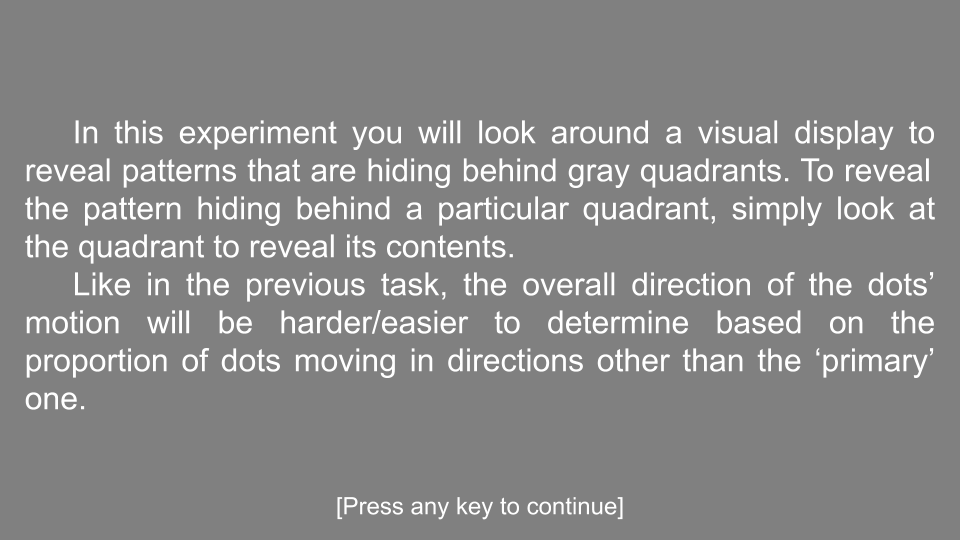 In this experiment you will look around a visual display to
reveal patterns that are hiding behind gray quadrants. To reveal
the pattern hiding behind a particular quadrant, simply look at
the quadrant to reveal its contents.
Like in the previous task, the overall direction of the dots’
motion will be harder/easier to determine based on the
proportion of dots moving in directions other than the ‘primary’
one.
[Press any key to continue]